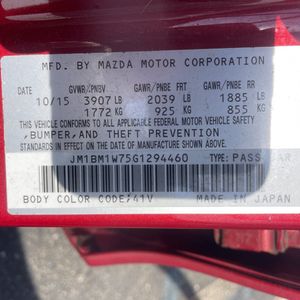 MFD. BY MAZDA MOTOR CORPORATION
GVWR/PNBV GAWR/PNBE FRT GAWR/PNBE RR
10/15 3907 LB 2039 LB 1885 LB
1772 KG 925 KG 855 KG
THIS VEHICLE CONFORMS TO ALL APPLICABLE FEDERAL MOTOR VEHICLE SAFETY
,BUMPER,AND THEFT PREVENTION
STANDARDS IN EFFECT ON THE DATE OF MANUFACTURE SHOWN ABOVE.
JM1BM1W75G1294460 TYPE:PASS CAR
BODY COLOR CODE:41V MADE IN JAPAN